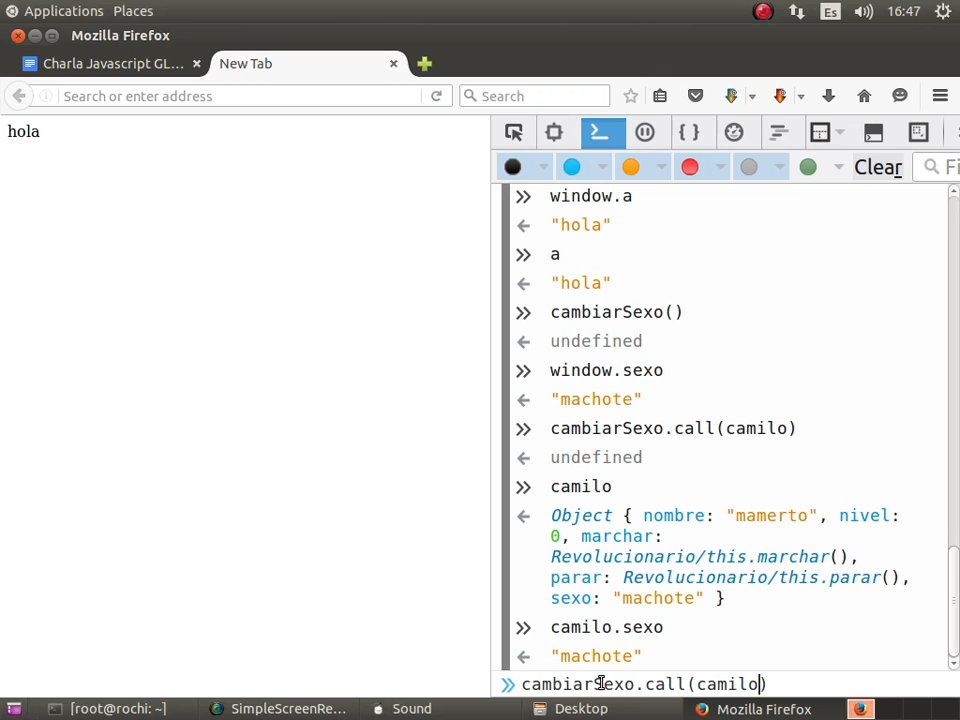 Applications Places
Es 16:47
Mozilla Firefox
Charla Javascript GL... × New Tab ×
Search or enter address Search
hola
Clear Fi
window.a
"hola"
a
"hola"
cambiarSexo()
undefined
window.sexo
"machote"
cambiarSexo.call(camilo)
undefined
camilo
Object { nombre: "mamerto", nivel:
0, marchar:
Revolucionario/this.marchar(),
parar: Revolucionario/this.parar(),
sexo: "machote" }
camilo.sexo
"machote"
cambiarSexo.call(camilo)
[root@rochi: ~] SimpleScreenRe... Sound Desktop Mozilla Firefox